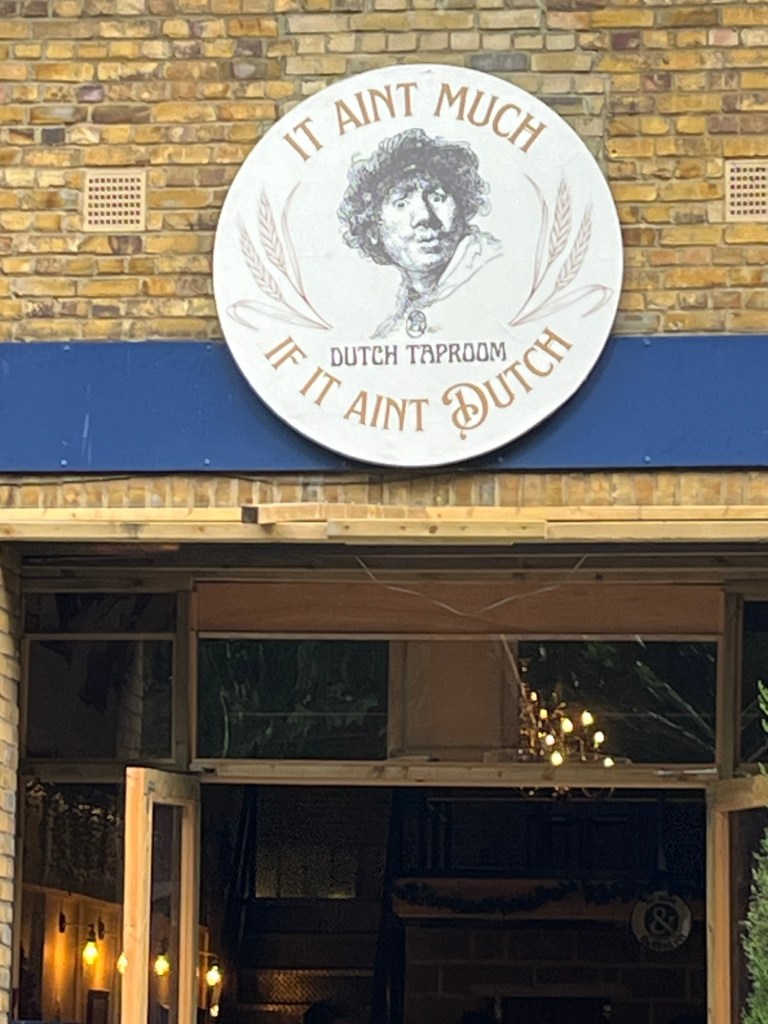 IT AINT MUCH
DUTCH TAPROOM
IF IT AINT DUTCH
&